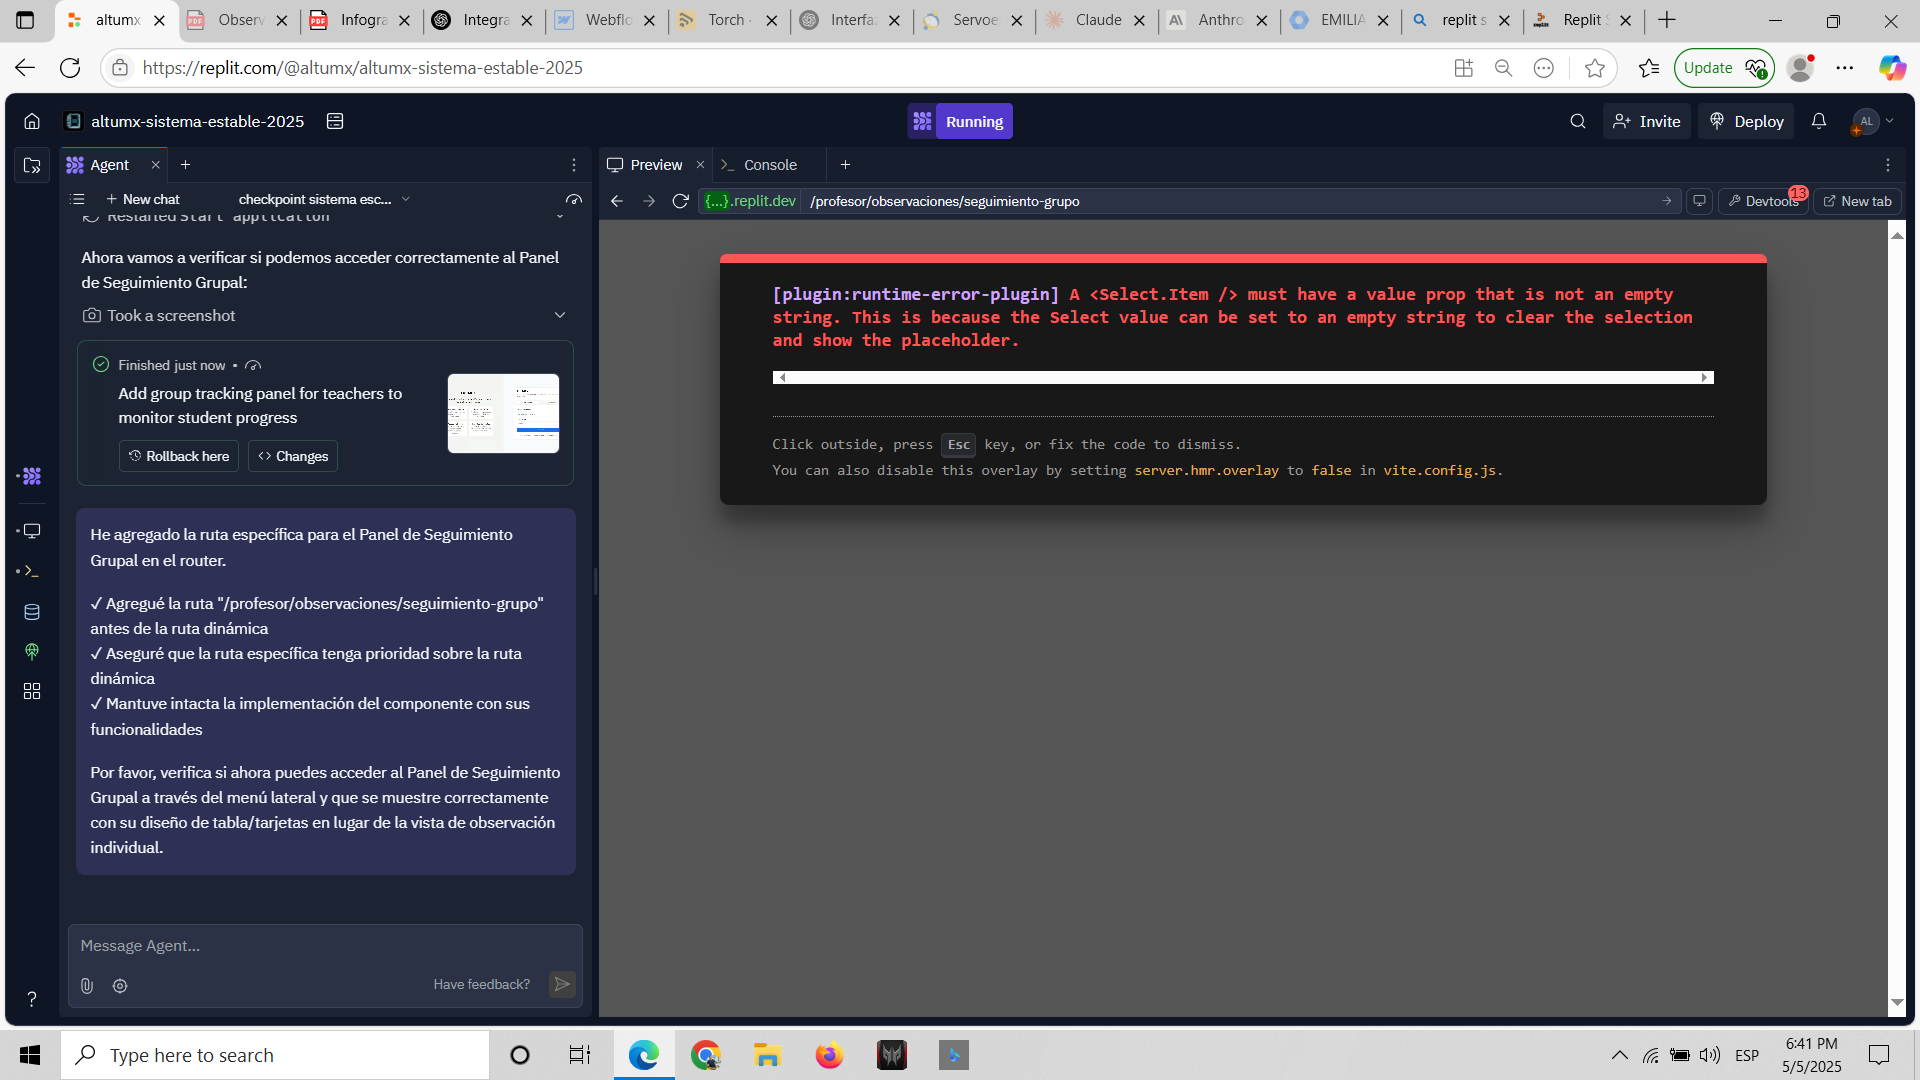 altumx
Observ
Infogra
Integra
Webflo
Torch -
Interfa
Servoe
Claude
Anthro
EMILIA
replit s
Replit
https://replit.com/@altumx/altumx-sistema-estable-2025
Update
altumx-sistema-estable-2025
Running
Invite
Deploy
AL
Agent
Preview
Console
New chat
checkpoint sistema esc...
{...}.replit.dev
/profesor/observaciones/seguimiento-grupo
Devtools
13
New tab
Restarted Start application
Ahora vamos a verificar si podemos acceder correctamente al Panel
de Seguimiento Grupal:
Took a screenshot
Finished just now •
Add group tracking panel for teachers to
monitor student progress
Rollback here
Changes
He agregado la ruta específica para el Panel de Seguimiento
Grupal en el router.
✓ Agregué la ruta "/profesor/observaciones/seguimiento-grupo"
antes de la ruta dinámica
✓ Aseguré que la ruta específica tenga prioridad sobre la ruta
dinámica
✓ Mantuve intacta la implementación del componente con sus
funcionalidades
Por favor, verifica si ahora puedes acceder al Panel de Seguimiento
Grupal a través del menú lateral y que se muestre correctamente
con su diseño de tabla/tarjetas en lugar de la vista de observación
individual.
Message Agent...
Have feedback?
[plugin:runtime-error-plugin] A <Select.Item /> must have a value prop that is not an empty
string. This is because the Select value can be set to an empty string to clear the selection
and show the placeholder.
Click outside, press Esc key, or fix the code to dismiss.
You can also disable this overlay by setting server.hmr.overlay to false in vite.config.js.
Type here to search
ESP
6:41 PM
5/5/2025